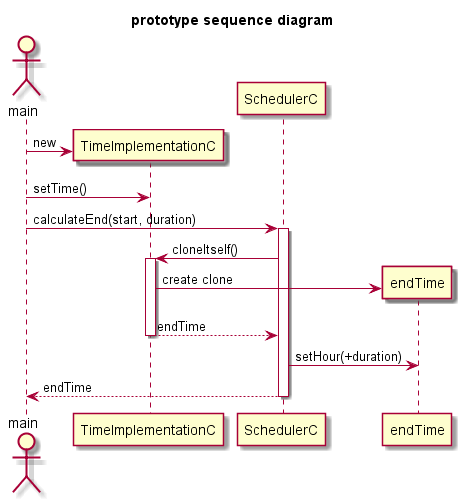 prototype sequence diagram
main
SchedulerC
new
TimeImplementationC
setTime()
calculateEnd(start, duration)
cloneItself()
create clone
endTime
endTime
setHour(+duration)
endTime
main
TimeImplementationC
SchedulerC
endTime